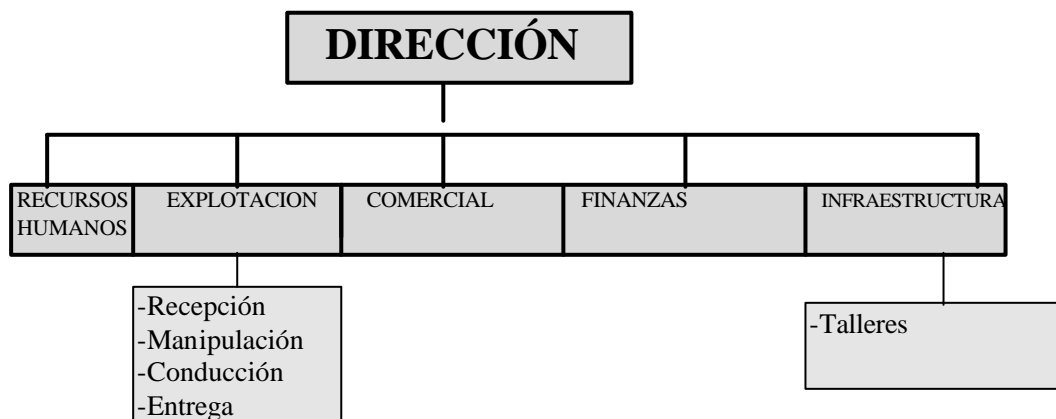 DIRECCIÓN
RECURSOS
HUMANOS
EXPLOTACION
COMERCIAL
FINANZAS
INFRAESTRUCTURA
-Recepción
-Manipulación
-Conducción
-Entrega
-Talleres